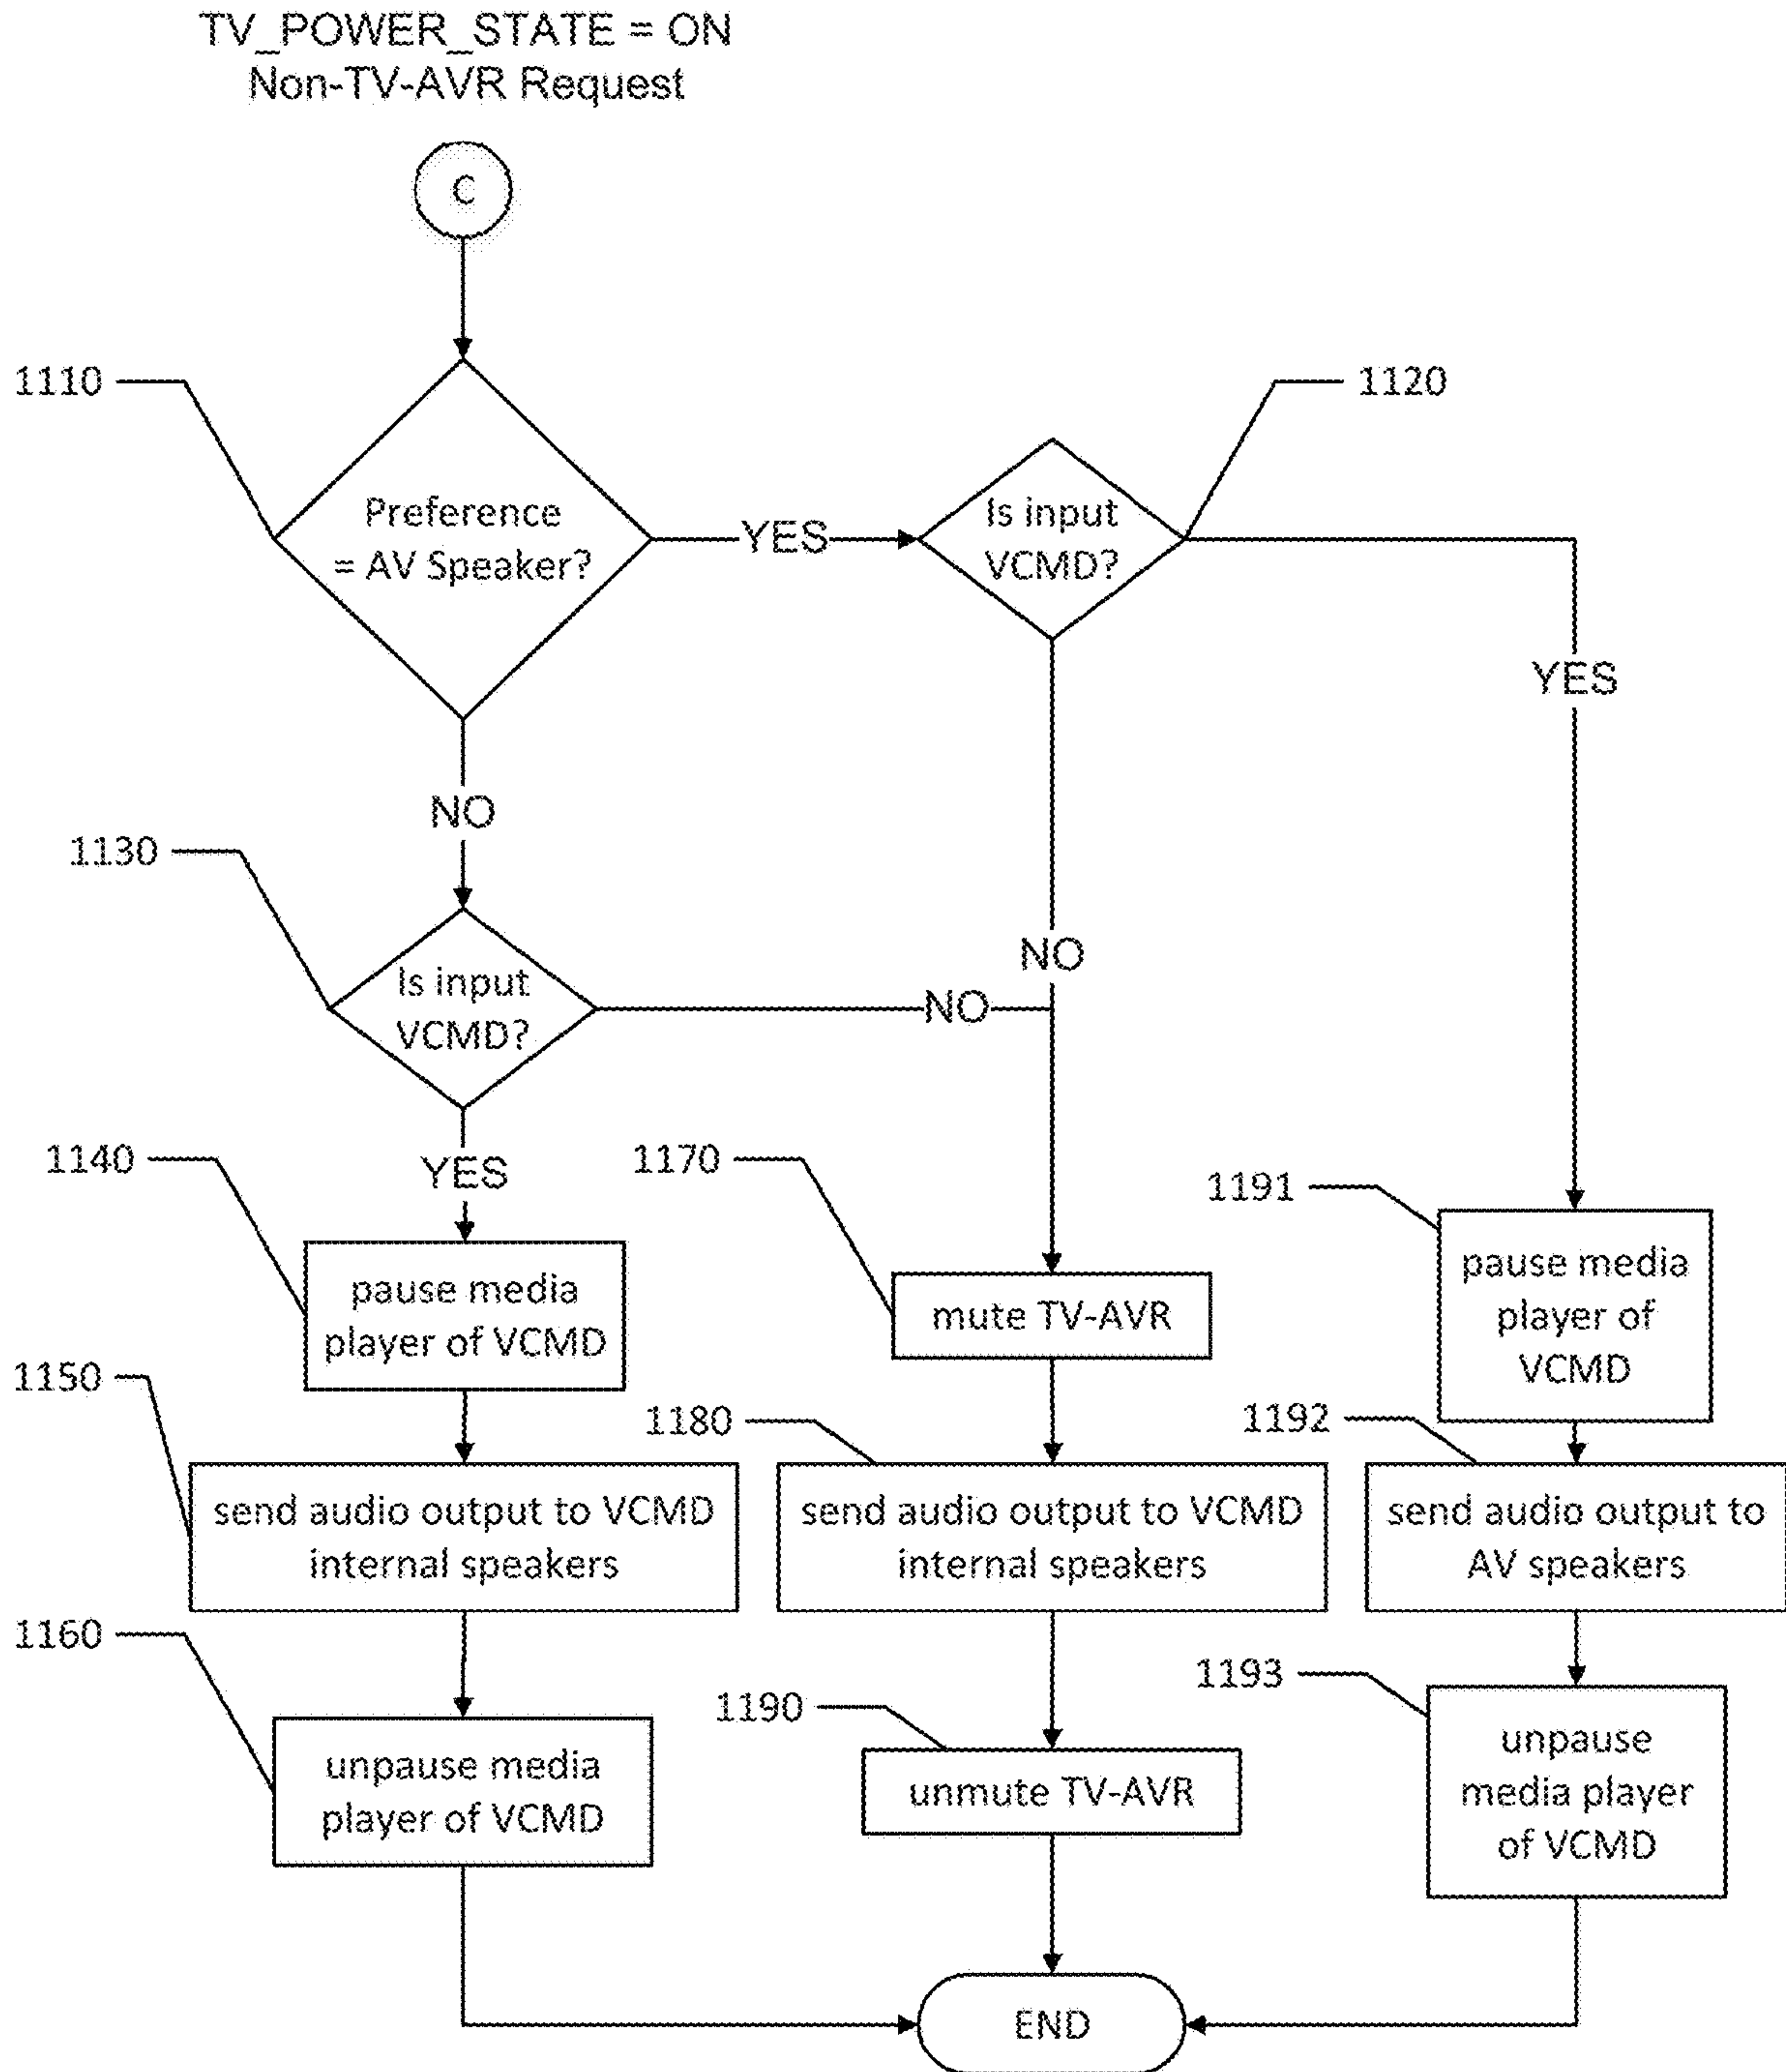 TV_POWER_STATE = ON
Non-TV-AVR Request
C
1110
1120
Preference
= AV Speaker?
YES
Is input
VCMD?
YES
NO
1130
NO
Is input
VCMD?
NO
1140
YES
1170
1191
pause media
player of VCMD
mute TV-AVR
pause media
player of
VCMD
1150
1180
1192
send audio output to VCMD
internal speakers
send audio output to VCMD
internal speakers
send audio output to
AV speakers
1160
1190
1193
unpause media
player of VCMD
unmute TV-AVR
unpause
media player
of VCMD
END